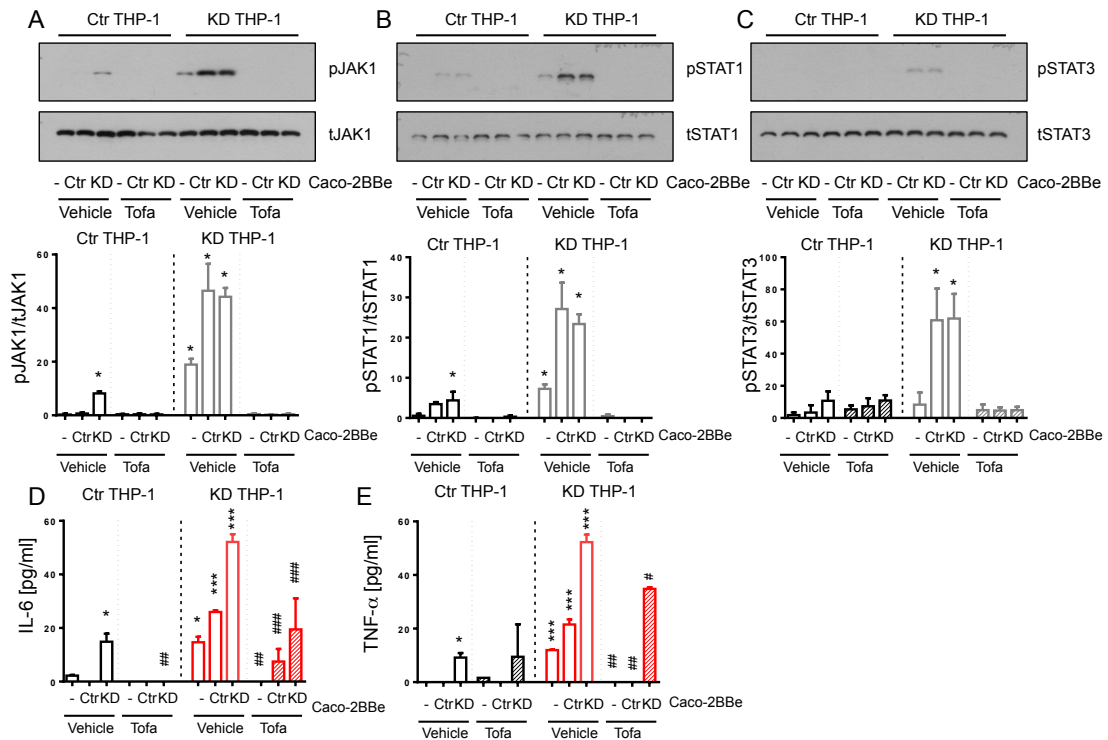 A
Ctr THP-1 KD THP-1
pJAK1
tJAK1
- Ctr KD - Ctr KD - Ctr KD - Ctr KD Caco-2BBe
Vehicle Tofa Vehicle Tofa
Ctr THP-1 KD THP-1
pJAK1/tJAK1
60
40
20
0
* * * *
- CtrKD - CtrKD - CtrKD - CtrKD
Vehicle Tofa Vehicle Tofa
B
Ctr THP-1 KD THP-1
pSTAT1
tSTAT1
- Ctr KD - Ctr KD - Ctr KD - Ctr KD Caco-2BBe
Vehicle Tofa Vehicle Tofa
Ctr THP-1 KD THP-1
pSTAT1/tSTAT1
40
30
20
10
0
* * * *
- CtrKD - CtrKD - CtrKD - CtrKD Caco-2BBe
Vehicle Tofa Vehicle Tofa
C
Ctr THP-1 KD THP-1
pSTAT3
tSTAT3
- Ctr KD - Ctr KD - Ctr KD - Ctr KD Caco-2BBe
Vehicle Tofa Vehicle Tofa
Ctr THP-1 KD THP-1
pSTAT3/tSTAT3
100
80
60
40
20
0
* *
- CtrKD - CtrKD - CtrKD - CtrKD Caco-2BBe
Vehicle Tofa Vehicle Tofa
D
Ctr THP-1 KD THP-1
IL-6 [pg/ml]
60
40
20
0
* ## * *** *** ## ### ###
- CtrKD - CtrKD - CtrKD - CtrKD Caco-2BBe
Vehicle Tofa Vehicle Tofa
E
Ctr THP-1 KD THP-1
TNF-α [pg/ml]
60
40
20
0
* *** *** *** ## ## #
- CtrKD - CtrKD - CtrKD - CtrKD Caco-2BBe
Vehicle Tofa Vehicle Tofa